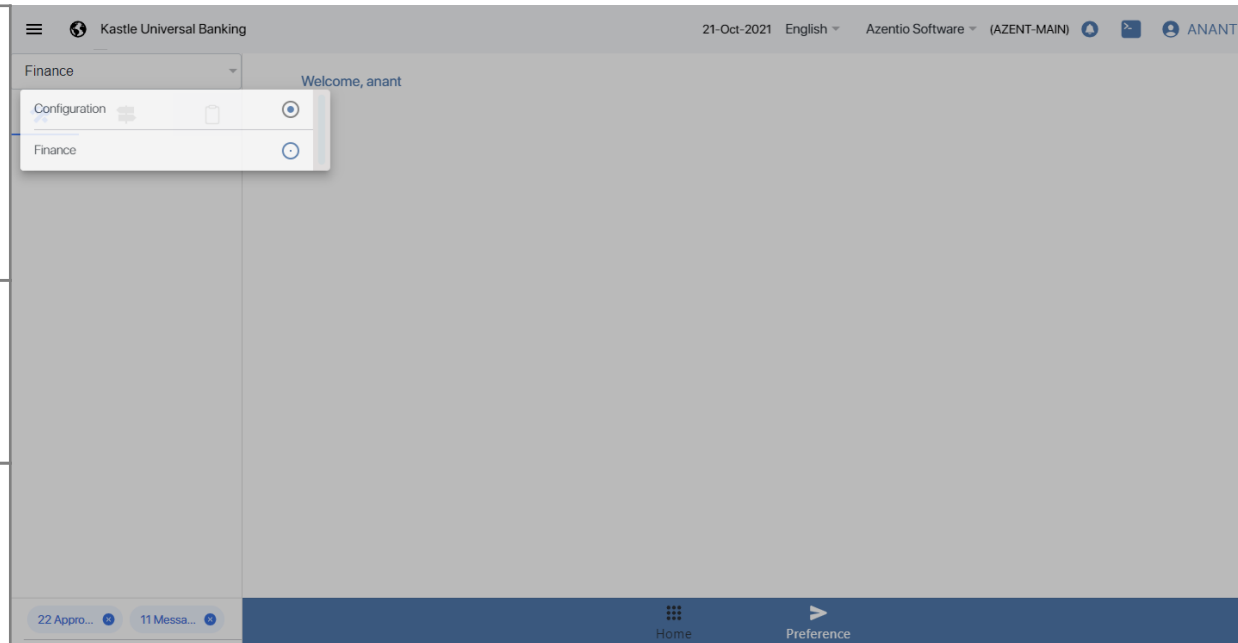 Kastle Universal Banking 21-Oct-2021 English Azentio Software (AZENT-MAIN) ANANT
Finance
Welcome, anant
Configuration
Finance
22 Appro... 11 Messa...
Home Preference